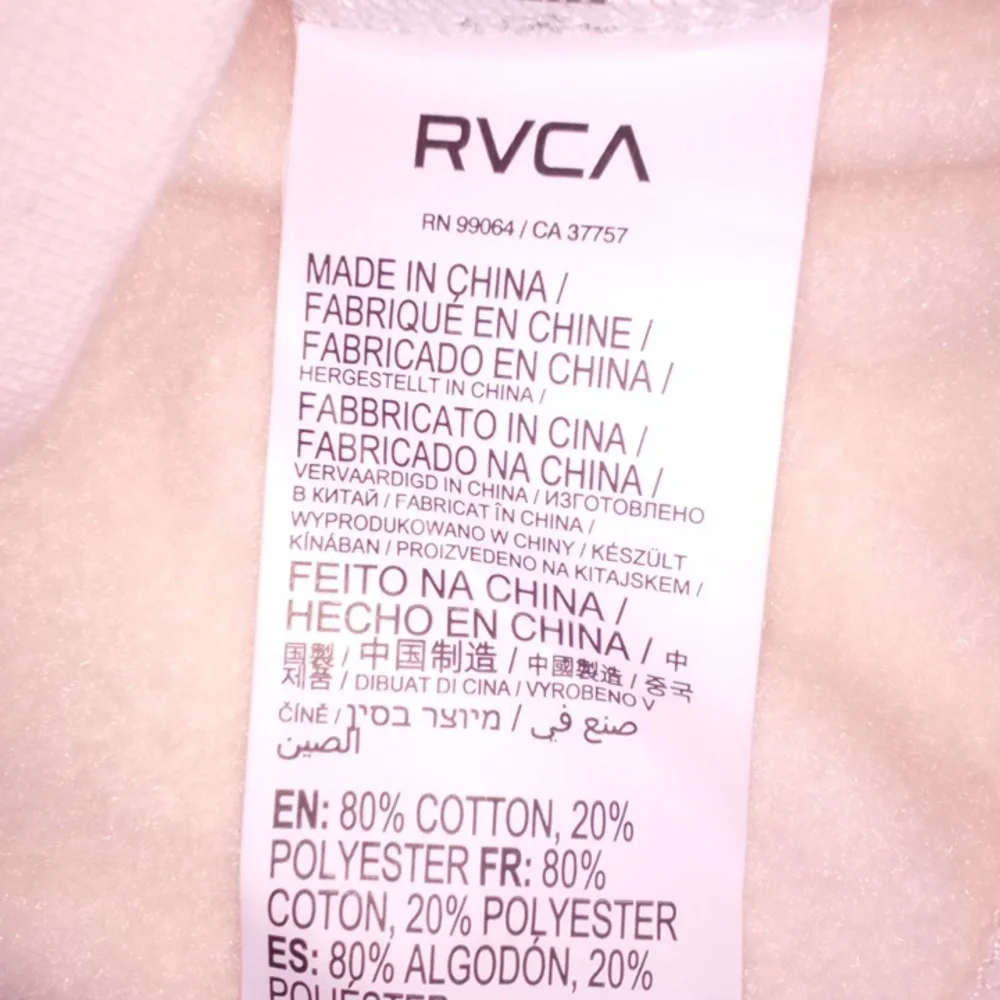 RVCA
RN 99064 / CA 37757
MADE IN CHINA /
FABRIQUÉ EN CHINE /
FABRICADO EN CHINA /
HERGESTELLT IN CHINA /
FABBRICATO IN CINA /
FABRICADO NA CHINA /
VERVAARDIGD IN CHINA / ИЗГОТОВЛЕНО
В КИТАЙ / FABRICAT ÎN CHINA /
WYPRODUKOWANO W CHINY / KÉSZÜLT
KÍNÁBAN / PROIZVEDENO NA KITAJSKEM /
FEITO NA CHINA /
HECHO EN CHINA / 中
国製 / 中国制造 / 中國製造 / 중국
제품 / DIBUAT DI CINA / VYROBENO V
ČÍNĚ / מיוצר בסין / صنع في
الصين
EN: 80% COTTON, 20%
POLYESTER FR: 80%
COTON, 20% POLYESTER
ES: 80% ALGODÓN, 20%
POLIÉSTER